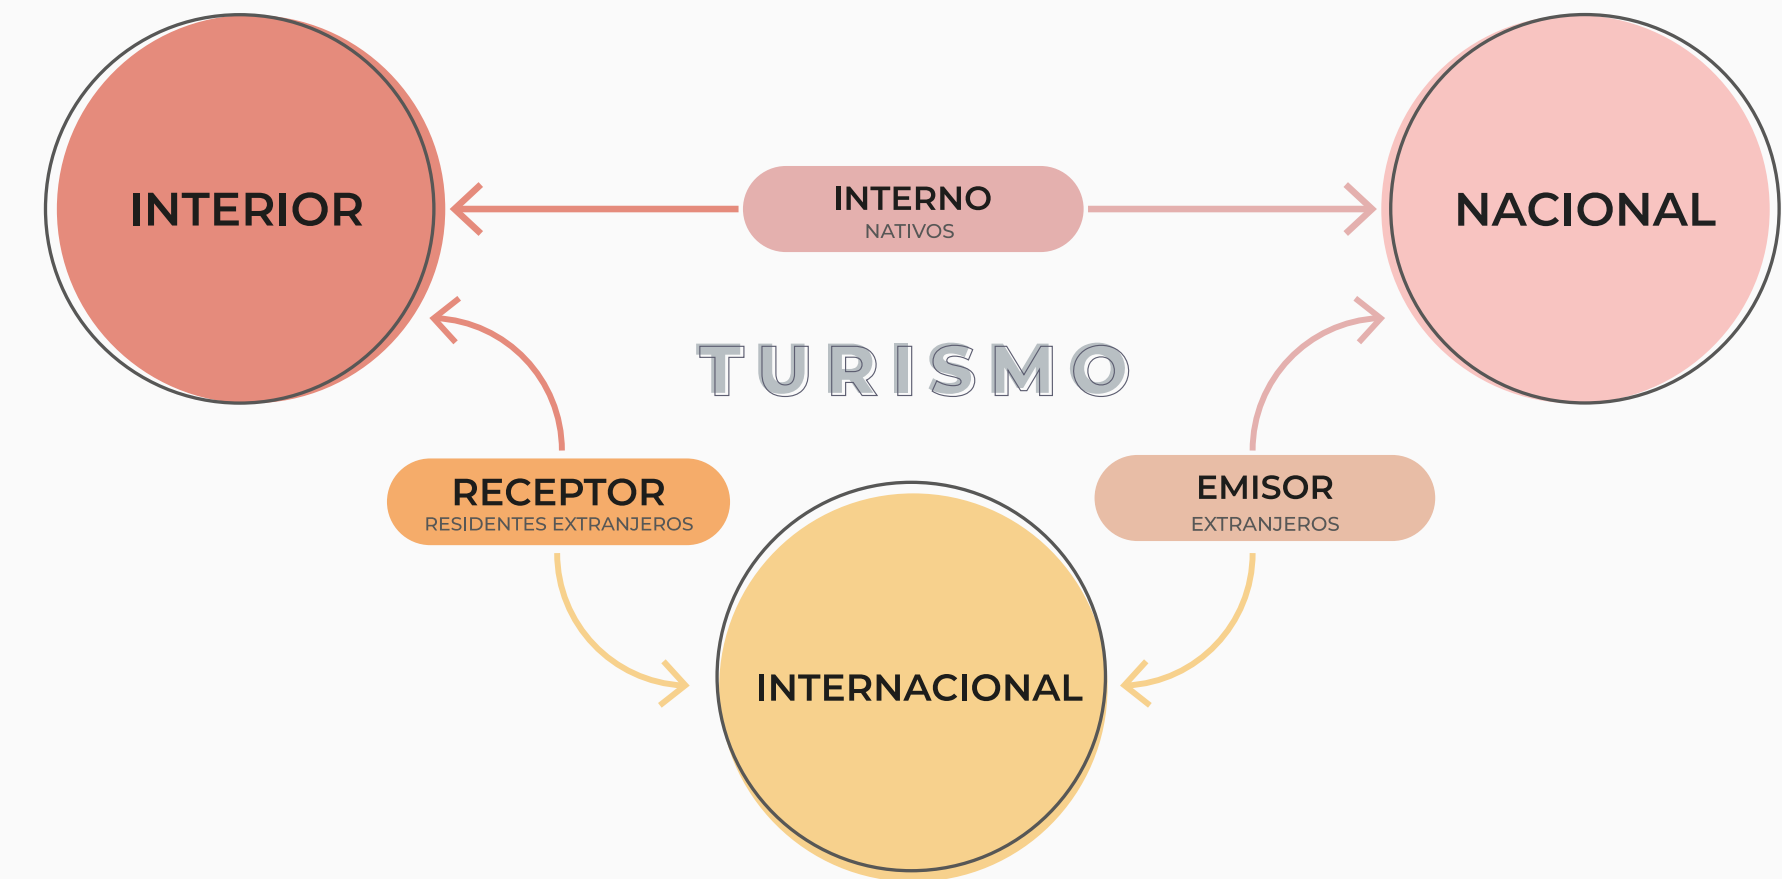 INTERIOR
INTERNO
NATIVOS
NACIONAL
TURISMO
RECEPTOR
RESIDENTES EXTRANJEROS
EMISOR
EXTRANJEROS
INTERNACIONAL